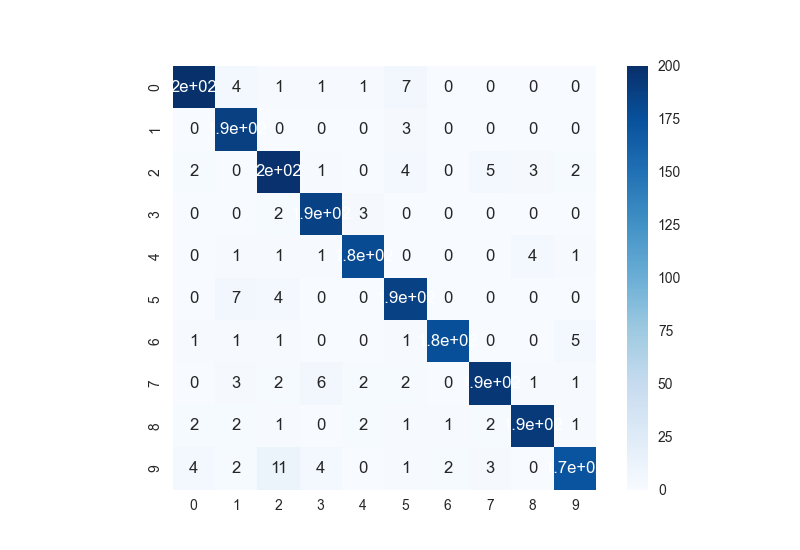 0 2e+02 4 1 1 1 7 0 0 0 0
1 0 .9e+0 0 0 0 3 0 0 0 0
2 2 0 2e+02 1 0 4 0 5 3 2
3 0 0 2 .9e+0 3 0 0 0 0 0
4 0 1 1 1 .8e+0 0 0 0 4 1
5 0 7 4 0 0 .9e+0 0 0 0 0
6 1 1 1 0 0 1 .8e+0 0 0 5
7 0 3 2 6 2 2 0 .9e+0 1 1
8 2 2 1 0 2 1 1 2 .9e+0 1
9 4 2 11 4 0 1 2 3 0 .7e+0
0 1 2 3 4 5 6 7 8 9
200
175
150
125
100
75
50
25
0